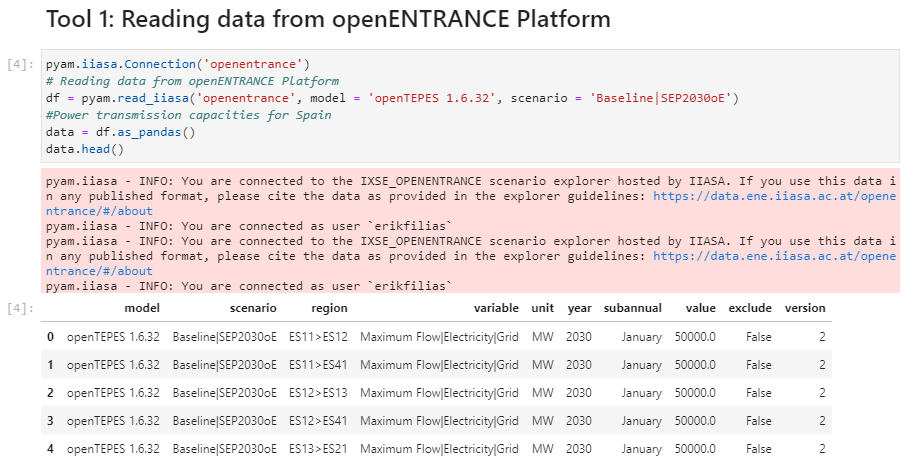 Tool 1: Reading data from openENTRANCE Platform
[4]:
pyam.iiasa.Connection('openentrance')
# Reading data from openENTRANCE Platform
df = pyam.read_iiasa('openentrance', model = 'openTEPES 1.6.32', scenario = 'Baseline|SEP2030oE')
#Power transmission capacities for Spain
data = df.as_pandas()
data.head()
pyam.iiasa - INFO: You are connected to the IXSE_OPENENTRANCE scenario explorer hosted by IIASA. If you use this data i
n any published format, please cite the data as provided in the explorer guidelines: https://data.ene.iiasa.ac.at/opene
ntrance/#/about
pyam.iiasa - INFO: You are connected as user `erikfilias`
pyam.iiasa - INFO: You are connected to the IXSE_OPENENTRANCE scenario explorer hosted by IIASA. If you use this data i
n any published format, please cite the data as provided in the explorer guidelines: https://data.ene.iiasa.ac.at/opene
ntrance/#/about
pyam.iiasa - INFO: You are connected as user `erikfilias`
[4]:
model scenario region variable unit year subannual value exclude version
0 openTEPES 1.6.32 Baseline|SEP2030oE ES11>ES12 Maximum Flow|Electricity|Grid MW 2030 January 50000.0 False 2
1 openTEPES 1.6.32 Baseline|SEP2030oE ES11>ES41 Maximum Flow|Electricity|Grid MW 2030 January 50000.0 False 2
2 openTEPES 1.6.32 Baseline|SEP2030oE ES12>ES13 Maximum Flow|Electricity|Grid MW 2030 January 50000.0 False 2
3 openTEPES 1.6.32 Baseline|SEP2030oE ES12>ES41 Maximum Flow|Electricity|Grid MW 2030 January 50000.0 False 2
4 openTEPES 1.6.32 Baseline|SEP2030oE ES13>ES21 Maximum Flow|Electricity|Grid MW 2030 January 50000.0 False 2